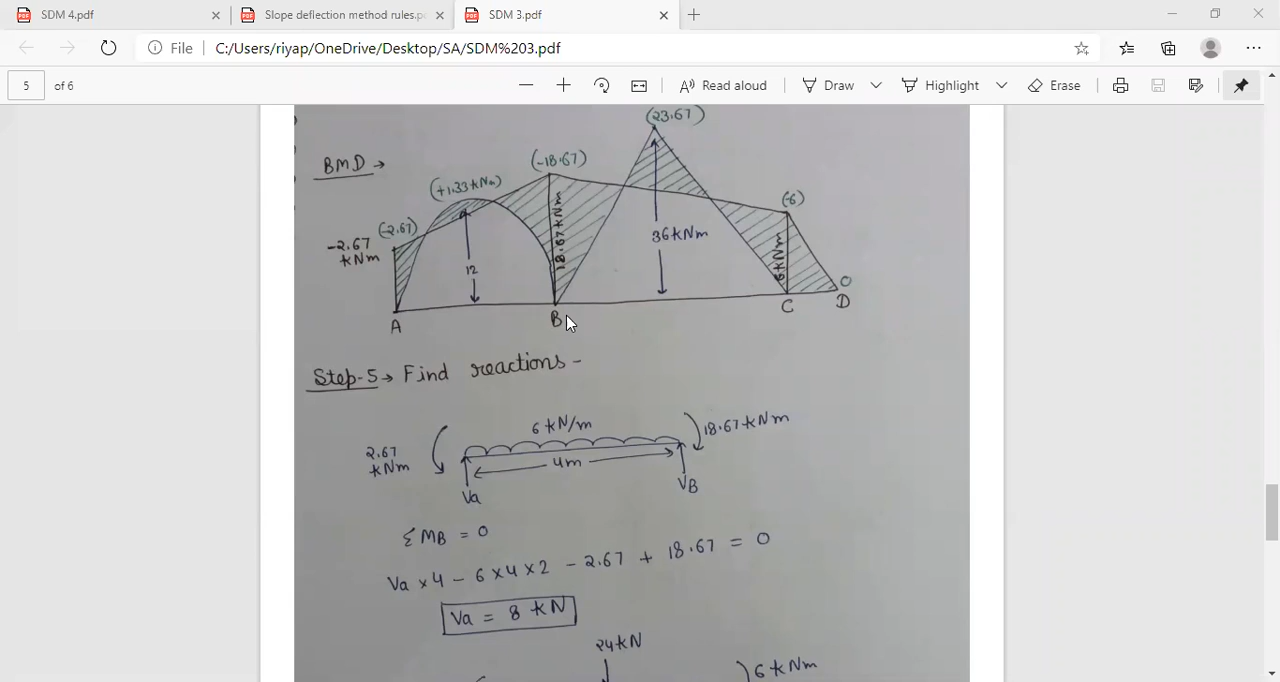 SDM 4.pdf
Slope deflection method rules.pc
SDM 3.pdf
File
C:/Users/riyap/OneDrive/Desktop/SA/SDM%203.pdf
5 of 6
Read aloud
Draw
Highlight
Erase
BMD →
(23.67)
(-18.67)
(+1.33 kNm)
(-2.67)
-2.67
kNm
(-6)
18.67 kNm
36 kNm
12
6 kNm
0
A
B
C
D
Step-5 → Find reactions -
6 kN/m
2.67
kNm
18.67 kNm
4m
Va
VB
ΣMB = 0
Va × 4 - 6 × 4 × 2 - 2.67 + 18.67 = 0
Va = 8 kN
24 kN
6 kNm